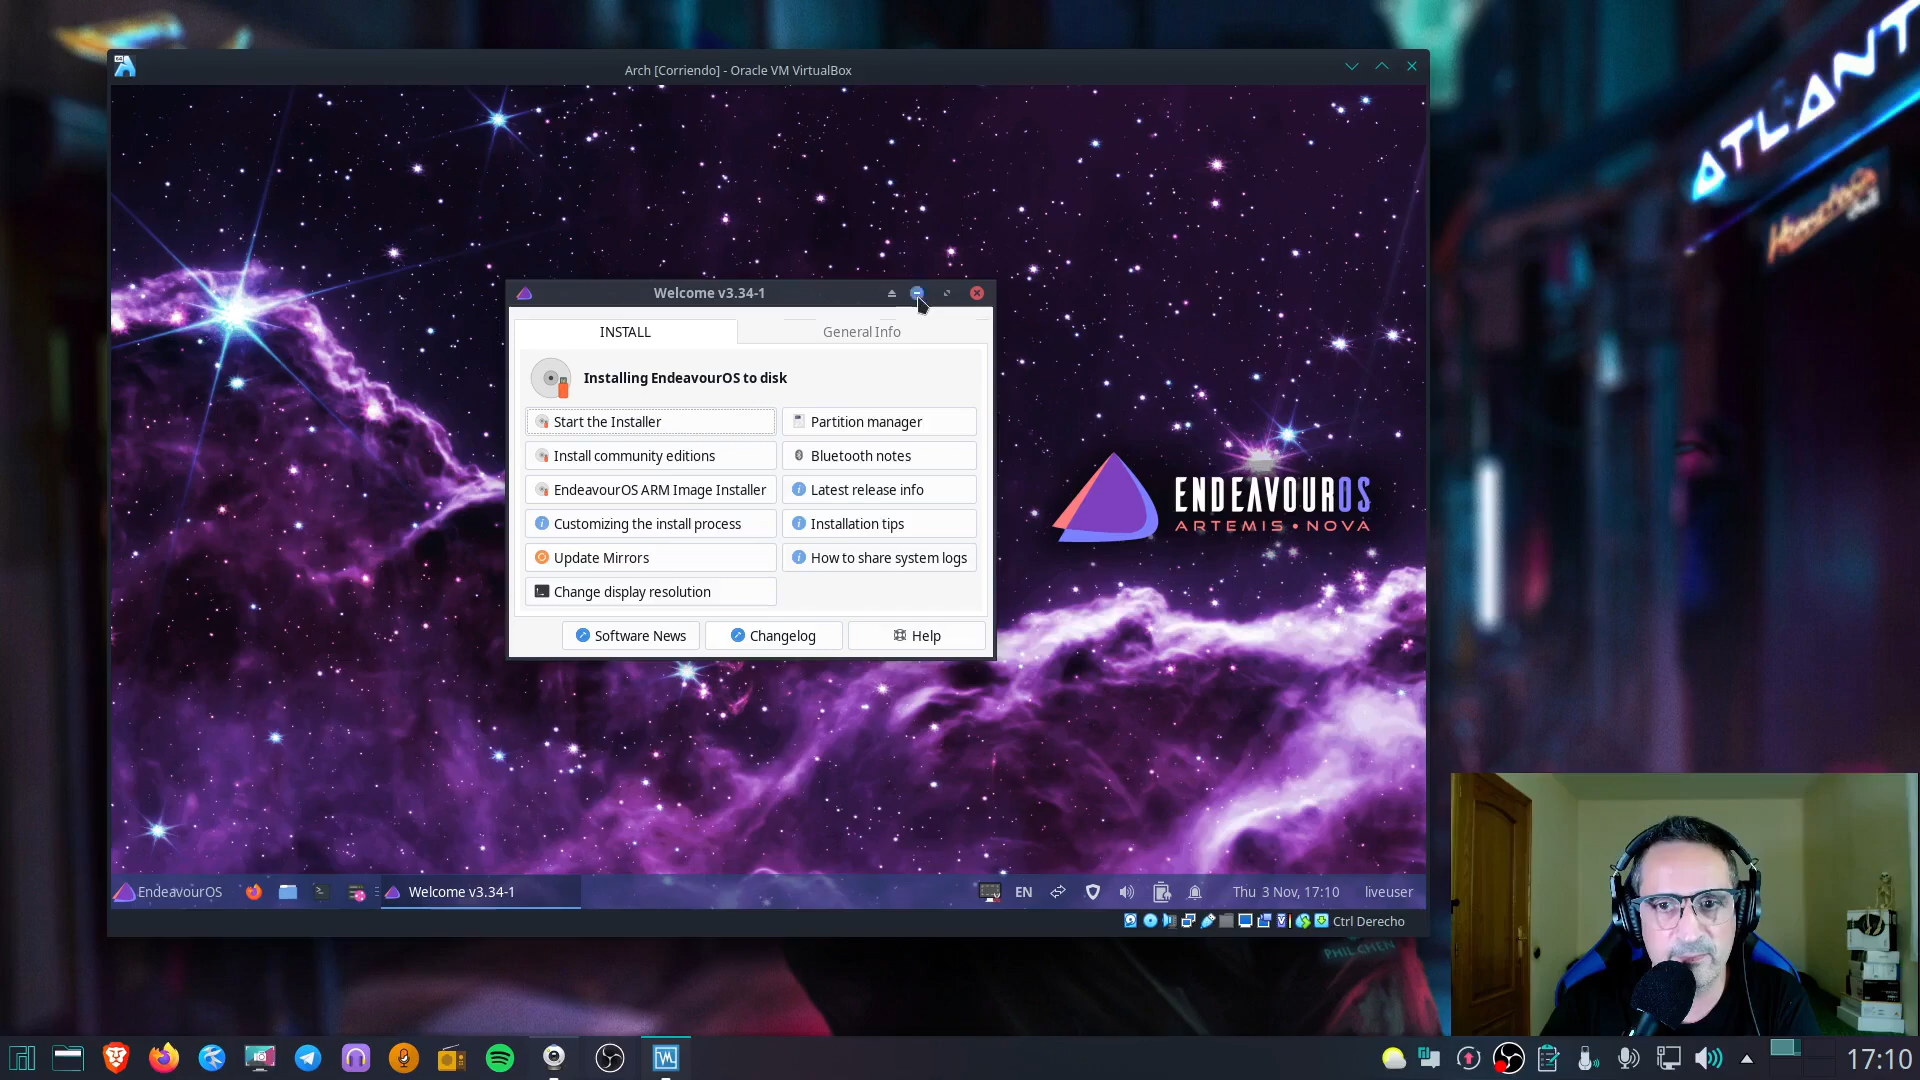 ATLANT
Arch [Corriendo] - Oracle VM VirtualBox
Welcome v3.34-1
INSTALL
General Info
Installing EndeavourOS to disk
Start the Installer
Partition manager
Install community editions
Bluetooth notes
EndeavourOS ARM Image Installer
Latest release info
Customizing the install process
Installation tips
Update Mirrors
How to share system logs
Change display resolution
Software News
Changelog
Help
ENDEAVOUROS
ARTEMIS • NOVA
EndeavourOS
Welcome v3.34-1
EN
Thu 3 Nov, 17:10
liveuser
Ctrl Derecho
PHIL CHEN
17:10